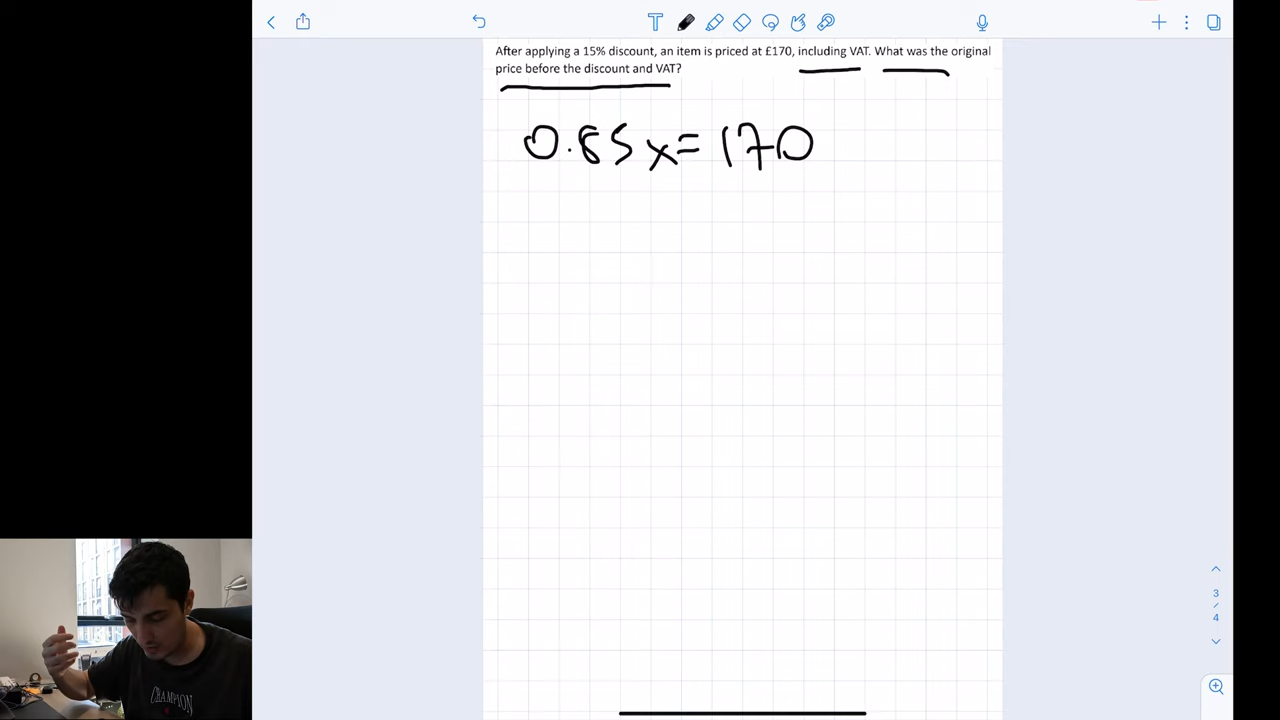 After applying a 15% discount, an item is priced at £170, including VAT. What was the original
price before the discount and VAT?
0.85x = 170
3
/
4
CHAMPION